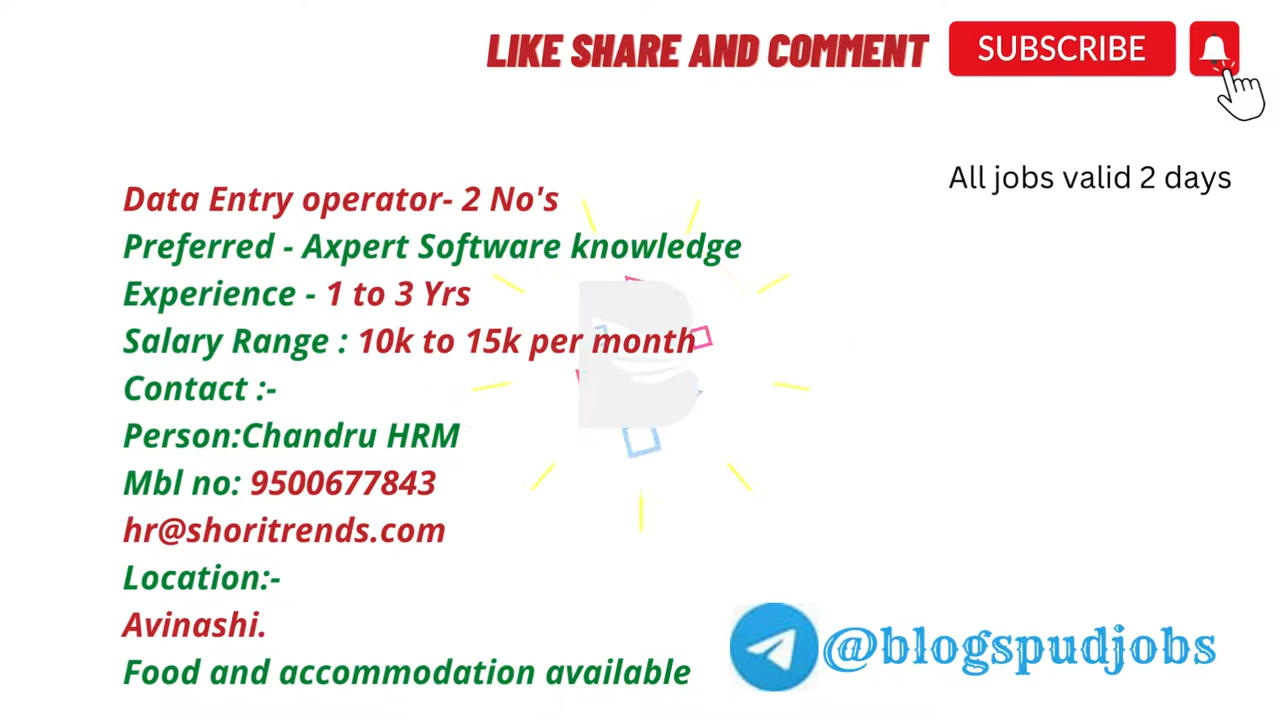 LIKE SHARE AND COMMENT
SUBSCRIBE
All jobs valid 2 days
Data Entry operator- 2 No's
Preferred - Axpert Software knowledge
Experience - 1 to 3 Yrs
Salary Range : 10k to 15k per month
Contact :-
Person:Chandru HRM
Mbl no: 9500677843
hr@shoritrends.com
Location:-
Avinashi.
Food and accommodation available
@blogspudjobs